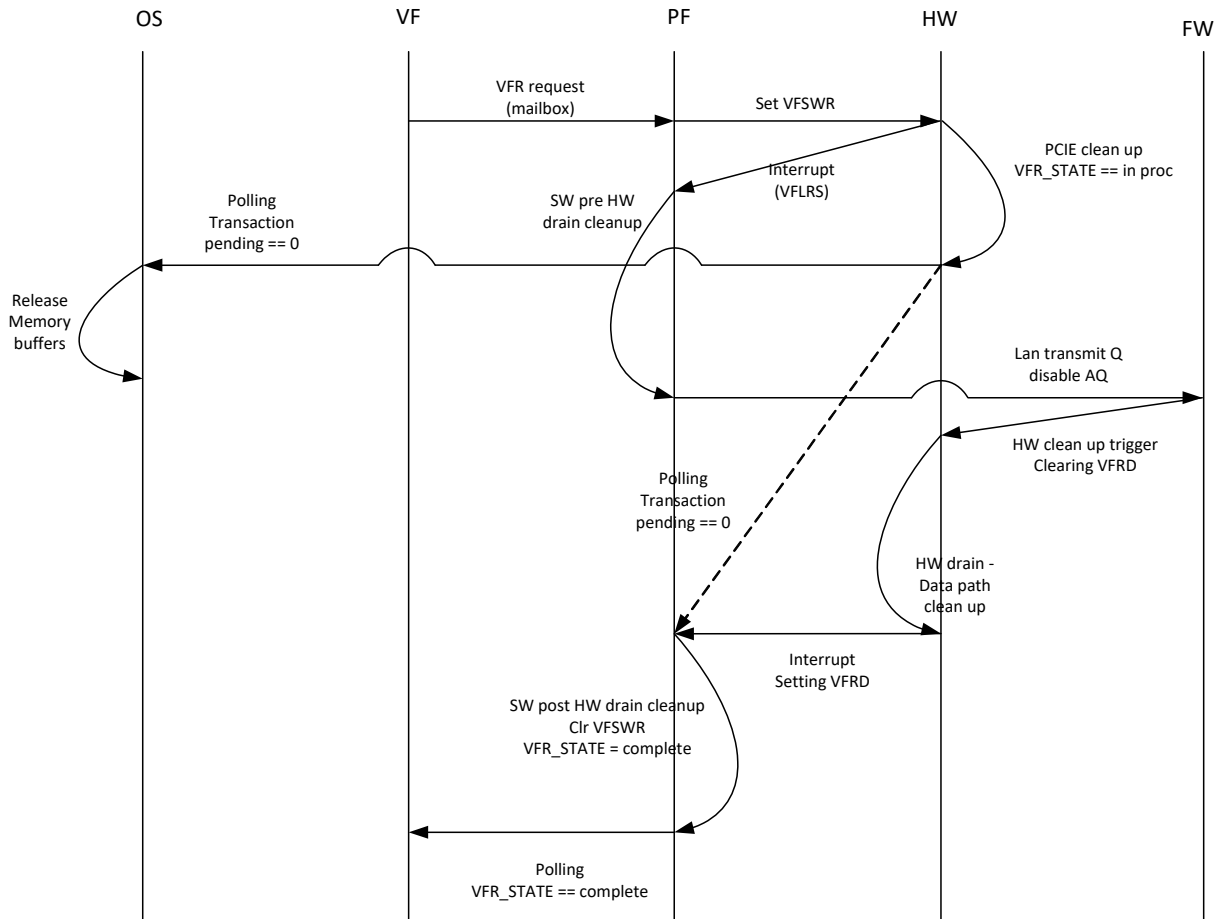 OS
VF
PF
HW
FW
VFR request
(mailbox)
Set VFSWR
PCIE clean up
VFR_STATE == in proc
Interrupt
(VFLRS)
SW pre HW
drain cleanup
Polling
Transaction
pending == 0
Release
Memory
buffers
Lan transmit Q
disable AQ
HW clean up trigger
Clearing VFRD
Polling
Transaction
pending == 0
HW drain -
Data path
clean up
Interrupt
Setting VFRD
SW post HW drain cleanup
Clr VFSWR
VFR_STATE = complete
Polling
VFR_STATE == complete